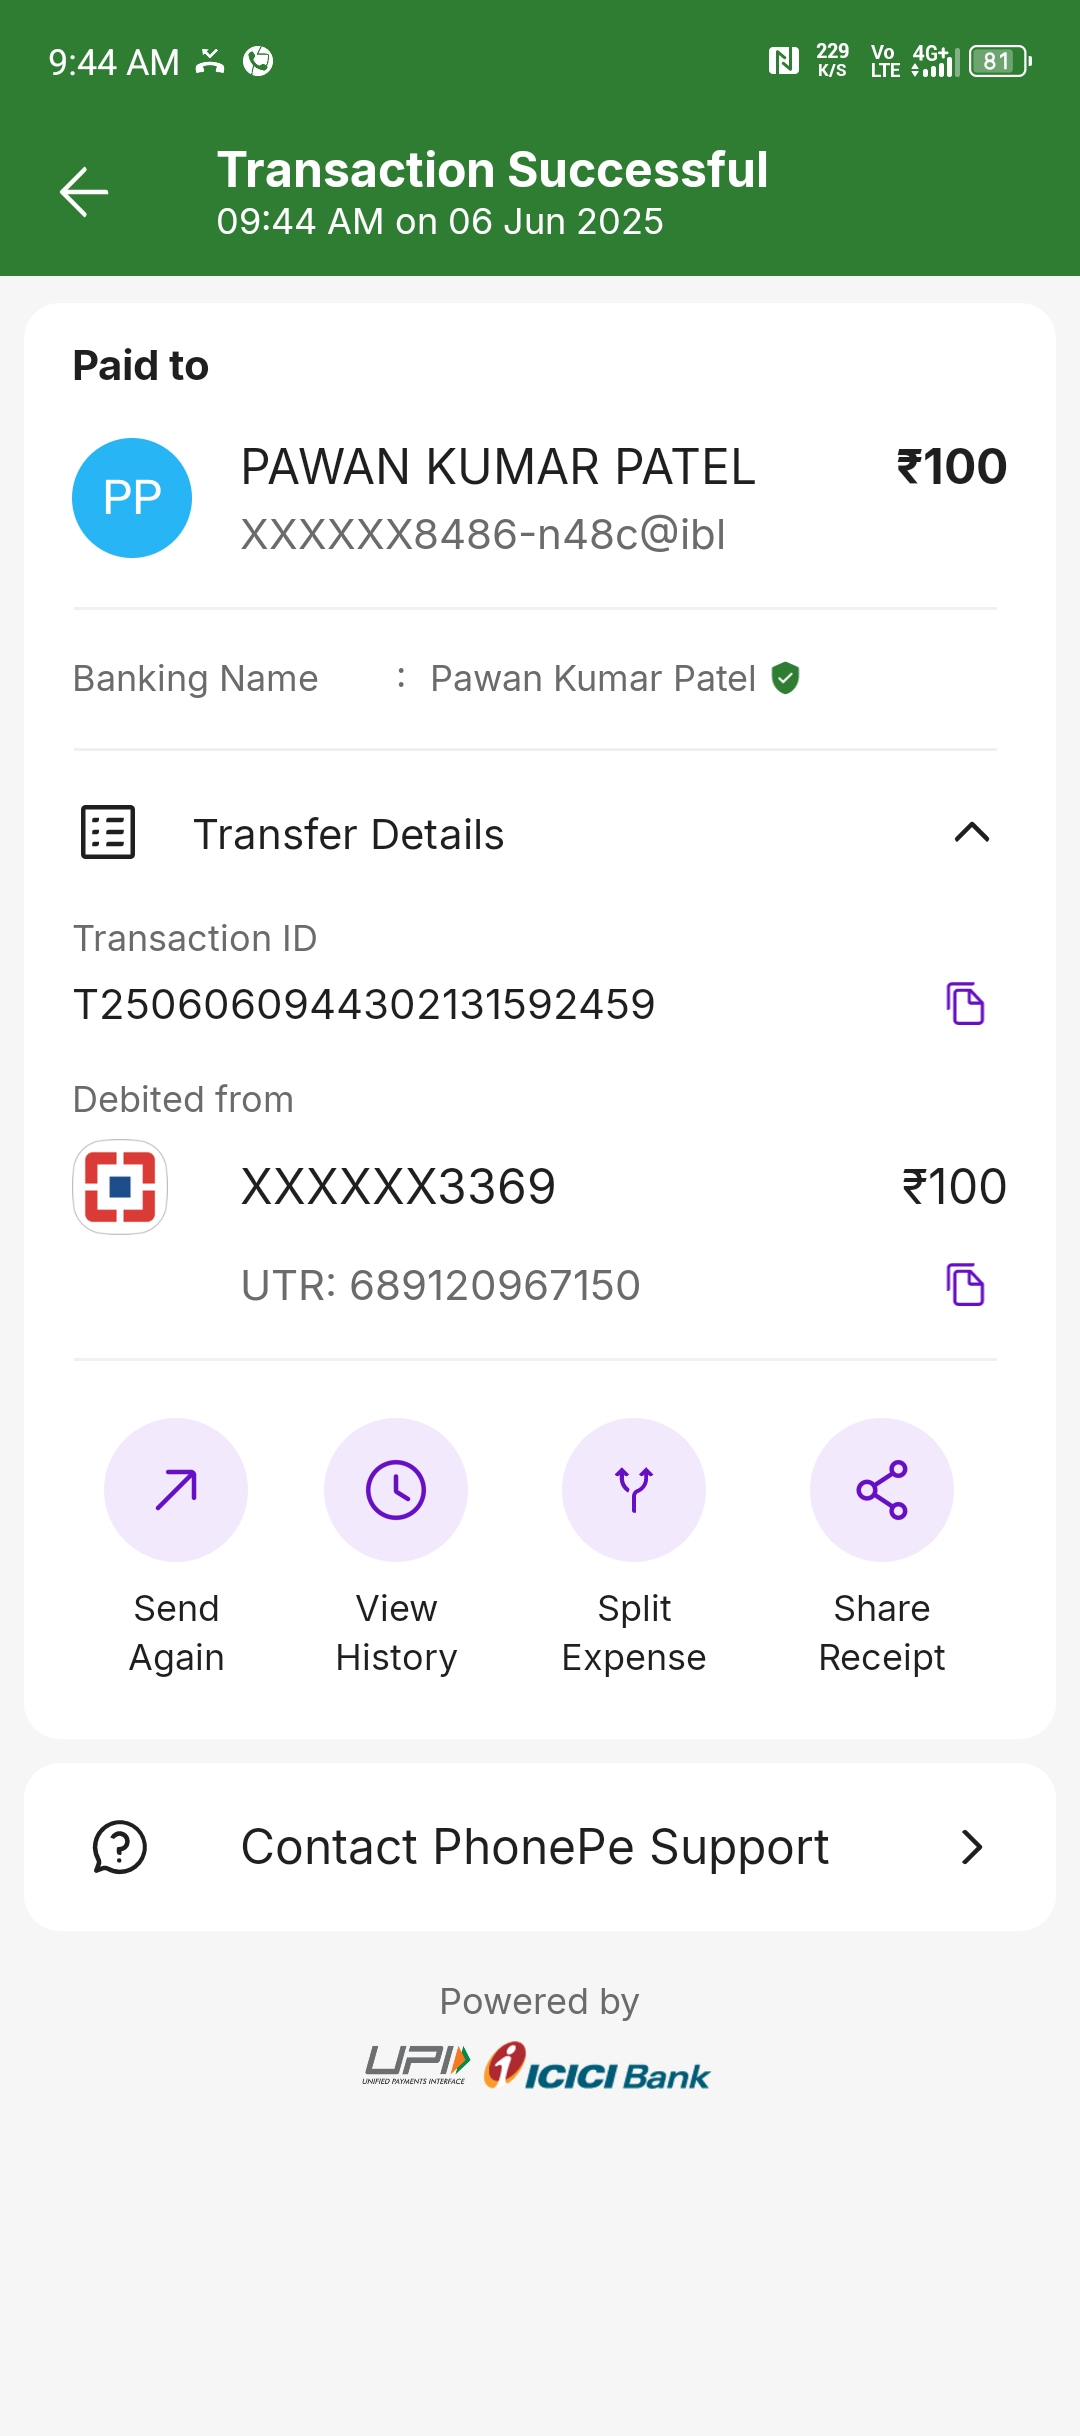 9:44 AM
229 K/S
Vo LTE
4G+
81
Transaction Successful
09:44 AM on 06 Jun 2025
Paid to
PP
PAWAN KUMAR PATEL ₹100
XXXXXX8486-n48c@ibl
Banking Name : Pawan Kumar Patel
Transfer Details
Transaction ID
T2506060944302131592459
Debited from
XXXXXX3369 ₹100
UTR: 689120967150
Send Again
View History
Split Expense
Share Receipt
Contact PhonePe Support
Powered by
UPI
UNIFIED PAYMENTS INTERFACE
ICICI Bank